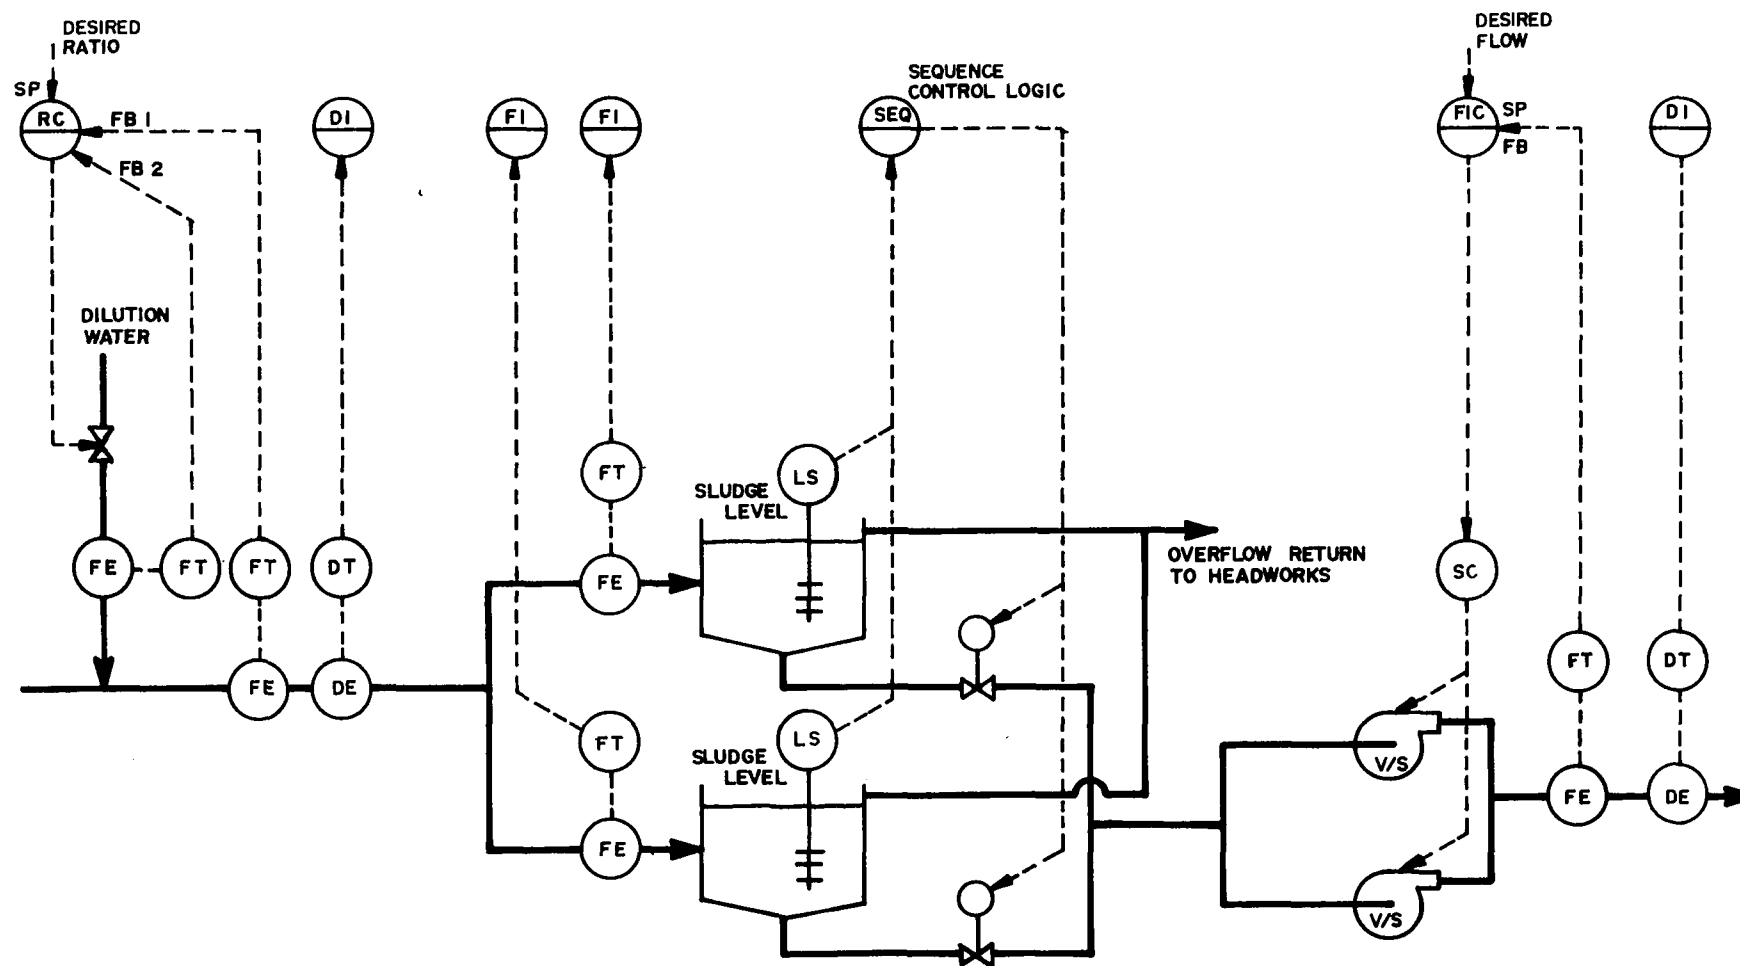 DESIRED
RATIO
SP
RC
FB 1
FB 2
DI
FI
FI
SEQUENCE
CONTROL LOGIC
SEQ
DESIRED
FLOW
FIC
SP
FB
DI
DILUTION
WATER
FE
FT
FT
DT
FE
DE
FT
FE
SLUDGE
LEVEL
LS
OVERFLOW RETURN
TO HEADWORKS
FT
FE
SLUDGE
LEVEL
LS
SC
V/S
V/S
FT
DT
FE
DE